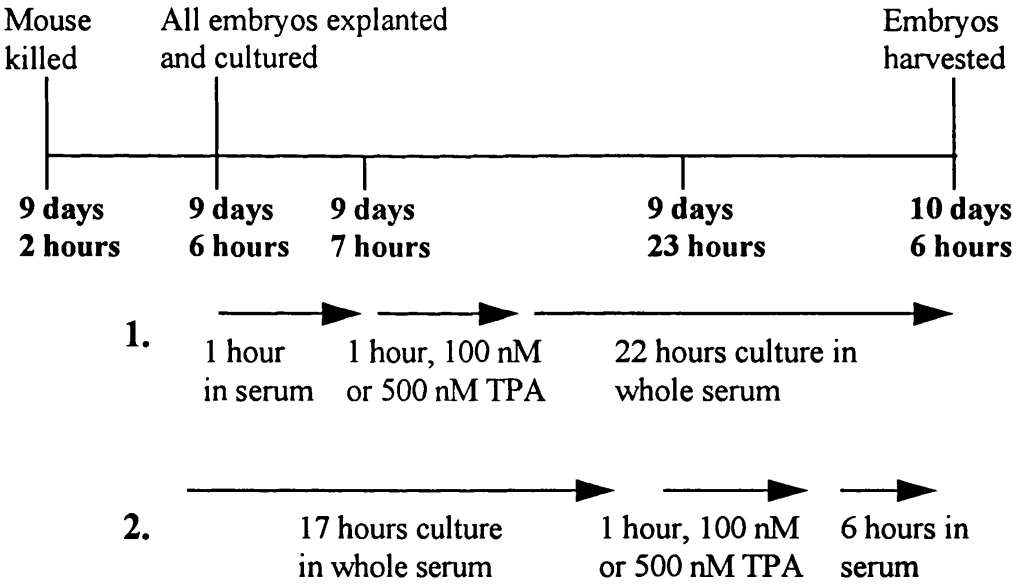 Mouse
killed
All embryos explanted
and cultured
Embryos
harvested
9 days
2 hours
9 days
6 hours
9 days
7 hours
9 days
23 hours
10 days
6 hours
1.
1 hour
in serum
1 hour, 100 nM
or 500 nM TPA
22 hours culture in
whole serum
2.
17 hours culture
in whole serum
1 hour, 100 nM
or 500 nM TPA
6 hours in
serum